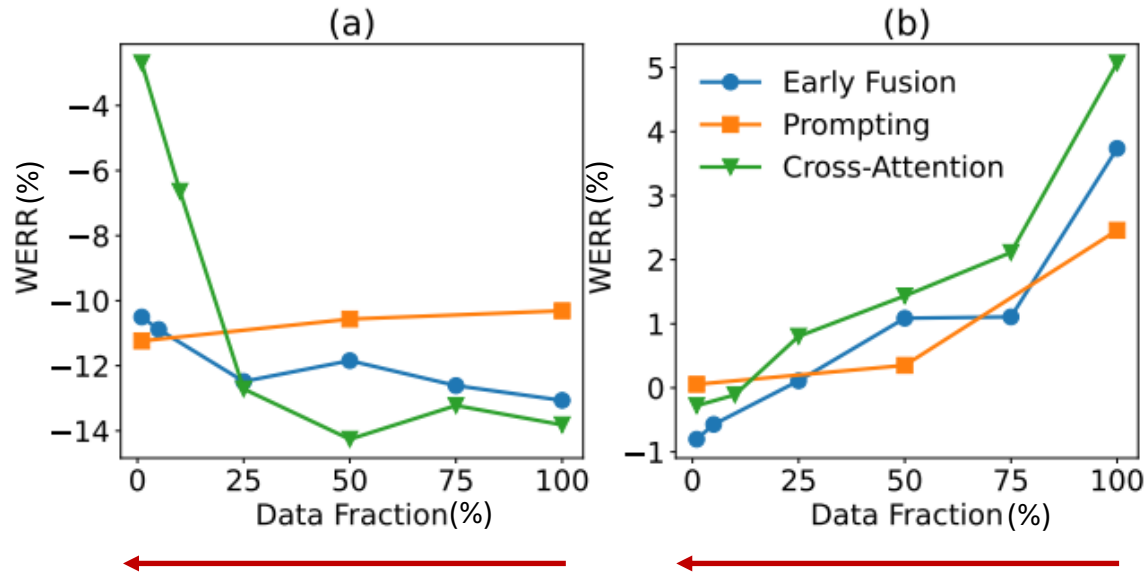 (a)
WERR (%)
−4
−6
−8
−10
−12
−14
0 25 50 75 100
Data Fraction(%)
(b)
WERR (%)
5
4
3
2
1
0
−1
Early Fusion
Prompting
Cross-Attention
0 25 50 75 100
Data Fraction (%)